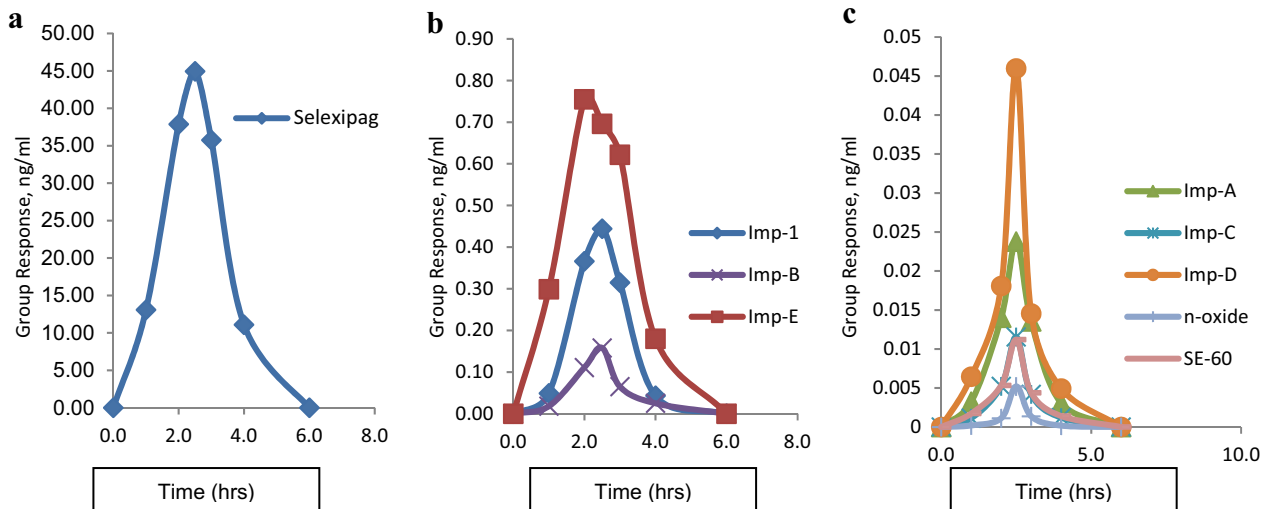 a
50.00
45.00
40.00
35.00
30.00
25.00
20.00
15.00
10.00
5.00
0.00
Group Response, ng/ml
0.0 2.0 4.0 6.0 8.0
Selexipag
Time (hrs)
b
0.90
0.80
0.70
0.60
0.50
0.40
0.30
0.20
0.10
0.00
Group Response, ng/ml
0.0 2.0 4.0 6.0 8.0
Imp-1
Imp-B
Imp-E
Time (hrs)
c
0.05
0.045
0.04
0.035
0.03
0.025
0.02
0.015
0.01
0.005
0
Group Response, ng/ml
0.0 5.0 10.0
Imp-A
Imp-C
Imp-D
n-oxide
SE-60
Time (hrs)